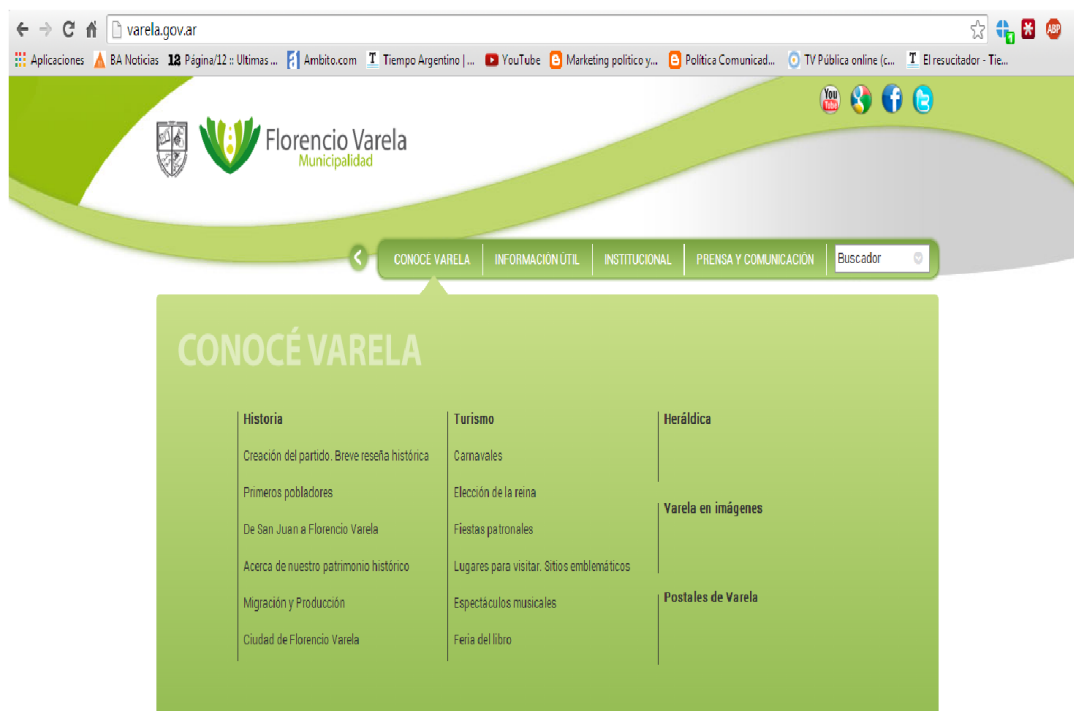 varela.gov.ar
Aplicaciones BA Noticias 12 Página/12 :: Ultimas ... Ambito.com Tiempo Argentino | ... YouTube Marketing politico y... Política Comunicad... TV Pública online (c... El resucitador - Tie...
You
Tube
Florencio Varela
Municipalidad
CONOCÉ VARELA INFORMACIÓN ÚTIL INSTITUCIONAL PRENSA Y COMUNICACIÓN Buscador
CONOCÉ VARELA
Historia
Creación del partido. Breve reseña histórica
Primeros pobladores
De San Juan a Florencio Varela
Acerca de nuestro patrimonio histórico
Migración y Producción
Ciudad de Florencio Varela
Turismo
Carnavales
Elección de la reina
Fiestas patronales
Lugares para visitar. Sitios emblemáticos
Espectáculos musicales
Feria del libro
Heráldica
Varela en imágenes
Postales de Varela